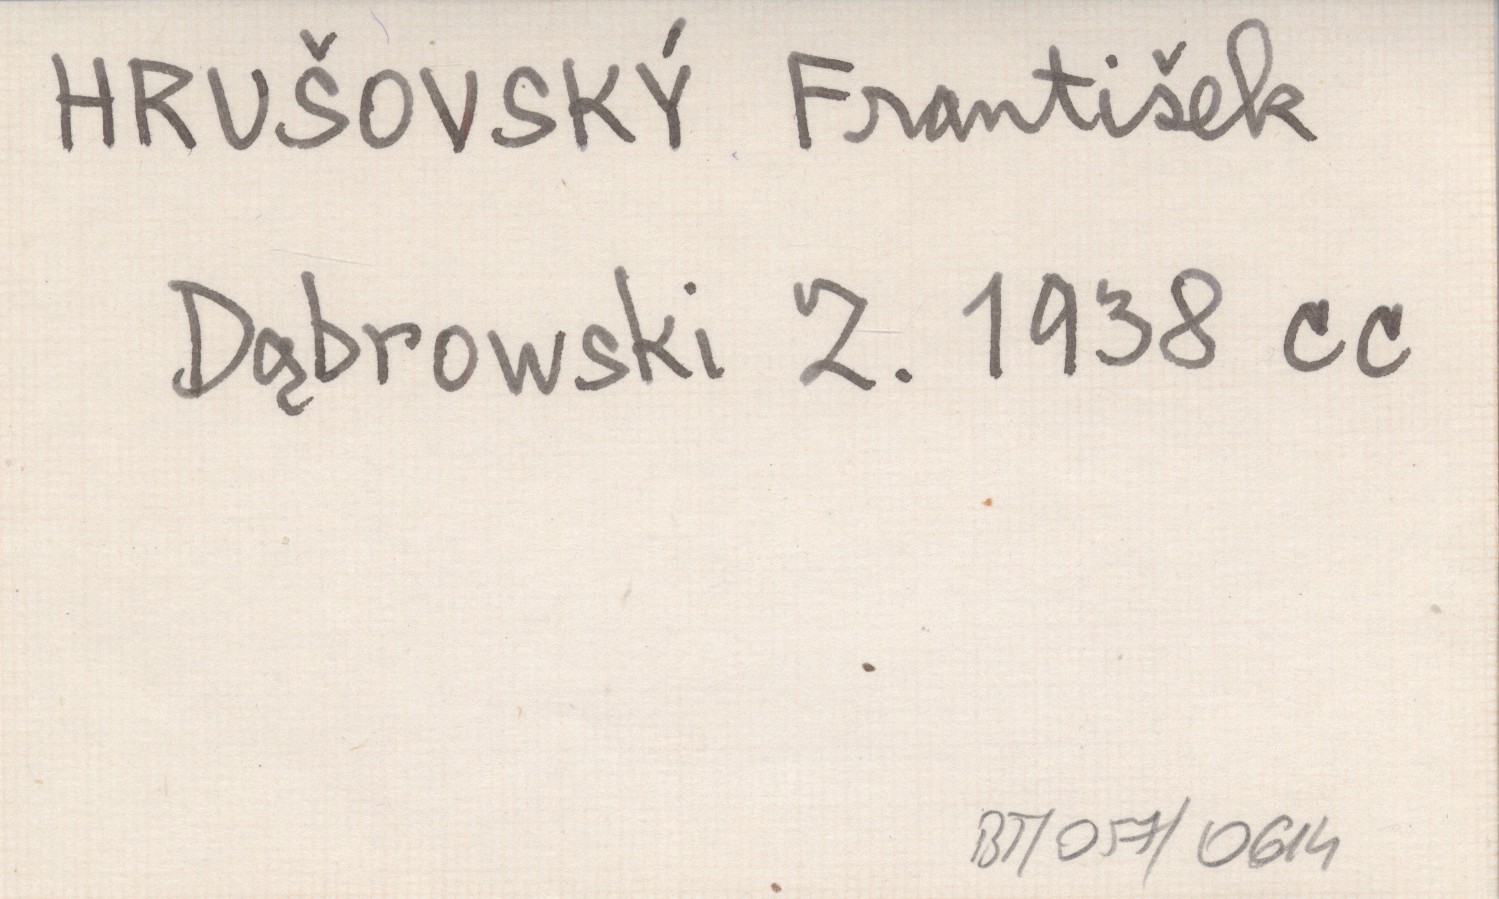 HRUŠOVSKÝ František
Dąbrowski 2. 1938 cc
BT/057/0614